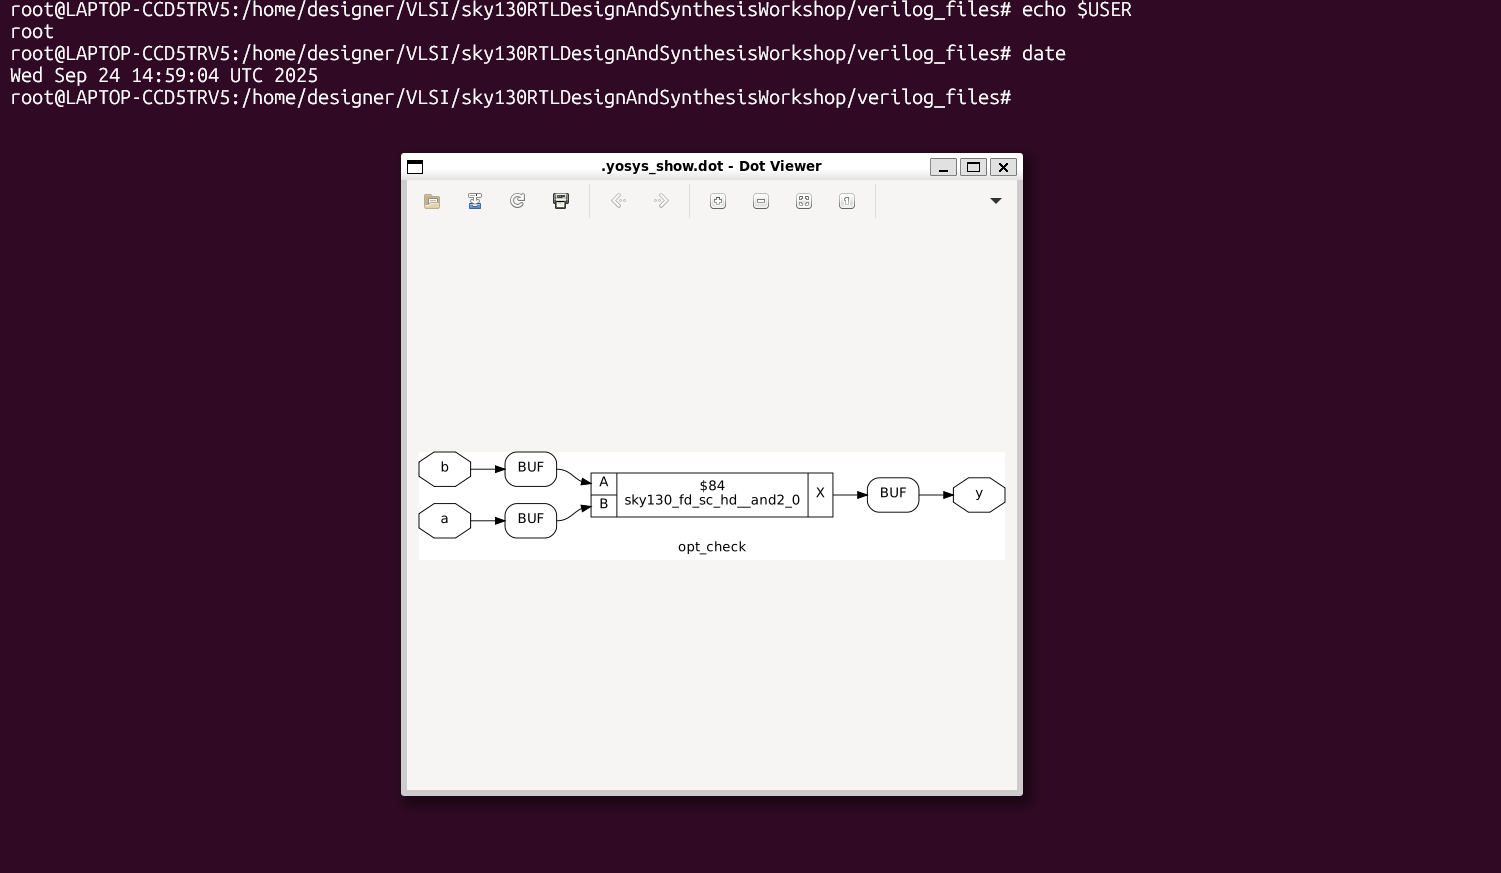 root@LAPTOP-CCD5TRV5:/home/designer/VLSI/sky130RTLDesignAndSynthesisWorkshop/verilog_files# echo $USER
root
root@LAPTOP-CCD5TRV5:/home/designer/VLSI/sky130RTLDesignAndSynthesisWorkshop/verilog_files# date
Wed Sep 24 14:59:04 UTC 2025
root@LAPTOP-CCD5TRV5:/home/designer/VLSI/sky130RTLDesignAndSynthesisWorkshop/verilog_files#
.yosys_show.dot - Dot Viewer
b
BUF
a
BUF
A
B
$84
sky130_fd_sc_hd__and2_0
X
BUF
y
opt_check